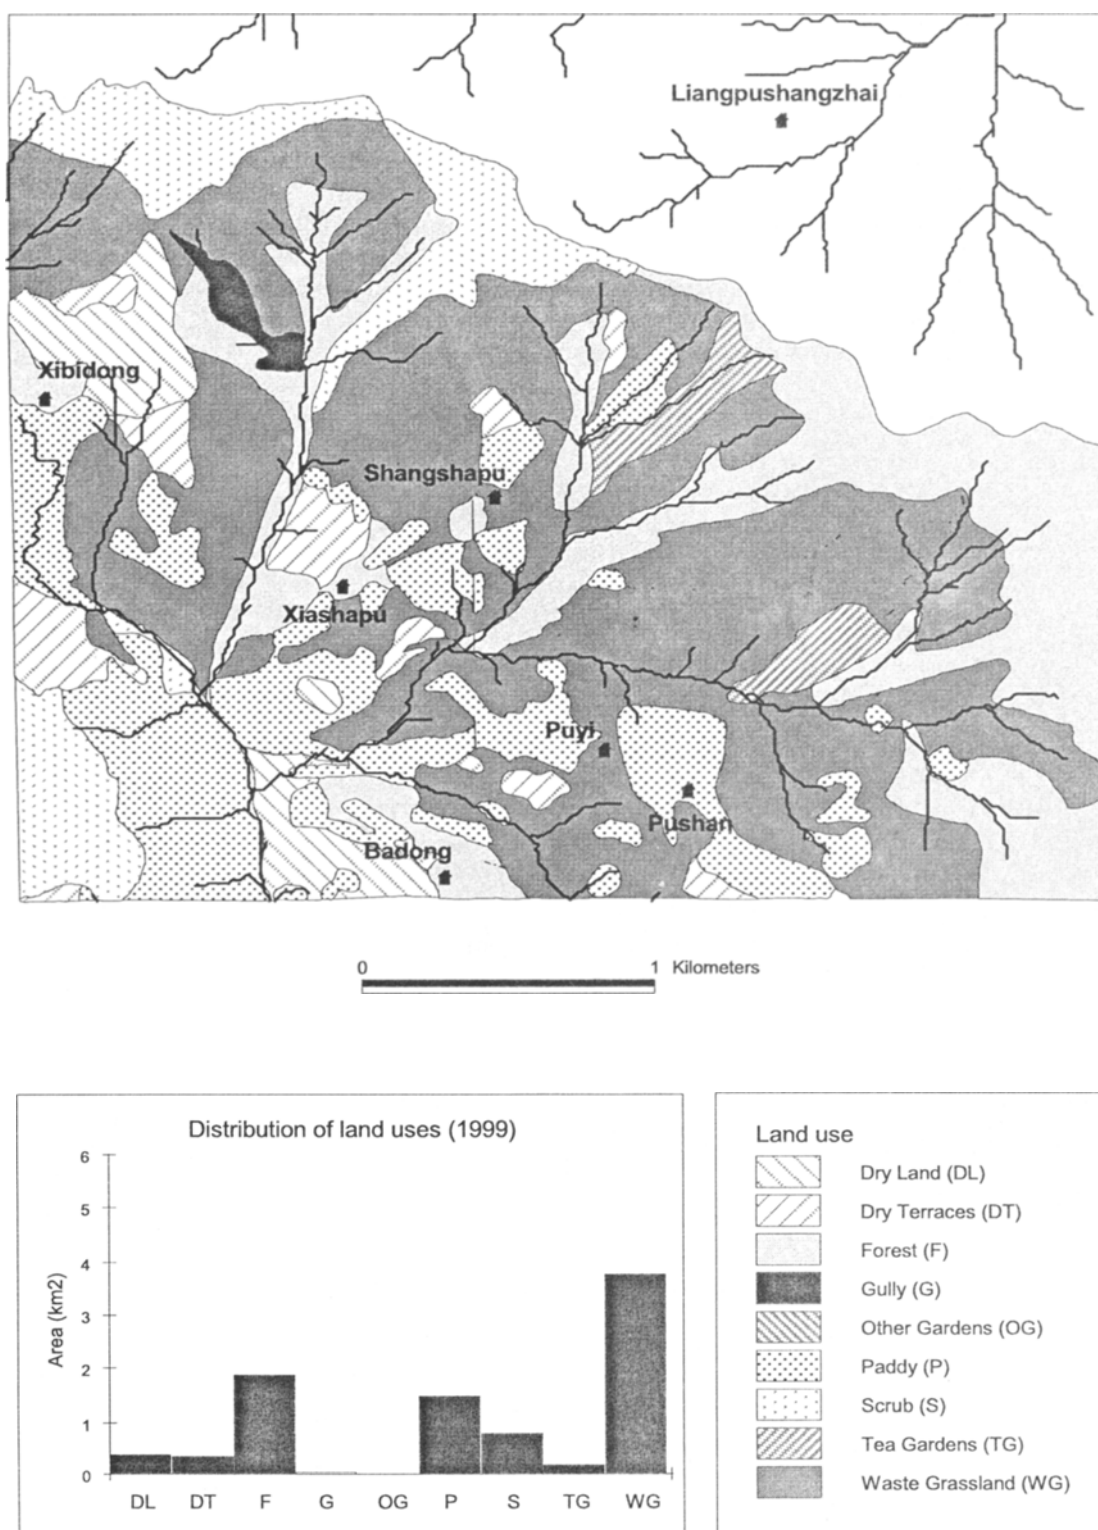 Liangpushangzhai
Xibidong
Shangshapu
Xiashapu
Puyi
Pushan
Badong
0 1 Kilometers
Distribution of land uses (1999)
Area (km2)
6
5
4
3
2
1
0
DL DT F G OG P S TG WG
Land use
Dry Land (DL)
Dry Terraces (DT)
Forest (F)
Gully (G)
Other Gardens (OG)
Paddy (P)
Scrub (S)
Tea Gardens (TG)
Waste Grassland (WG)